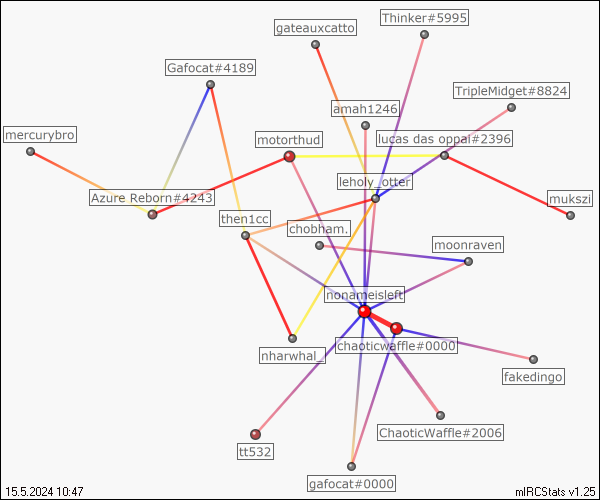 Thinker#5995
gateauxcatto
Gafocat#4189
TripleMidget#8824
amah1246
mercurybro
motorthud
lucas das oppal#2396
leholy_otter
Azure Reborn#4243
mukszi
then1cc
chobham.
moonraven
nonameisleft
chaoticwaffle#0000
nharwhal_
fakedingo
ChaoticWaffle#2006
tt532
gafocat#0000
15.5.2024 10:47
mIRCStats v1.25